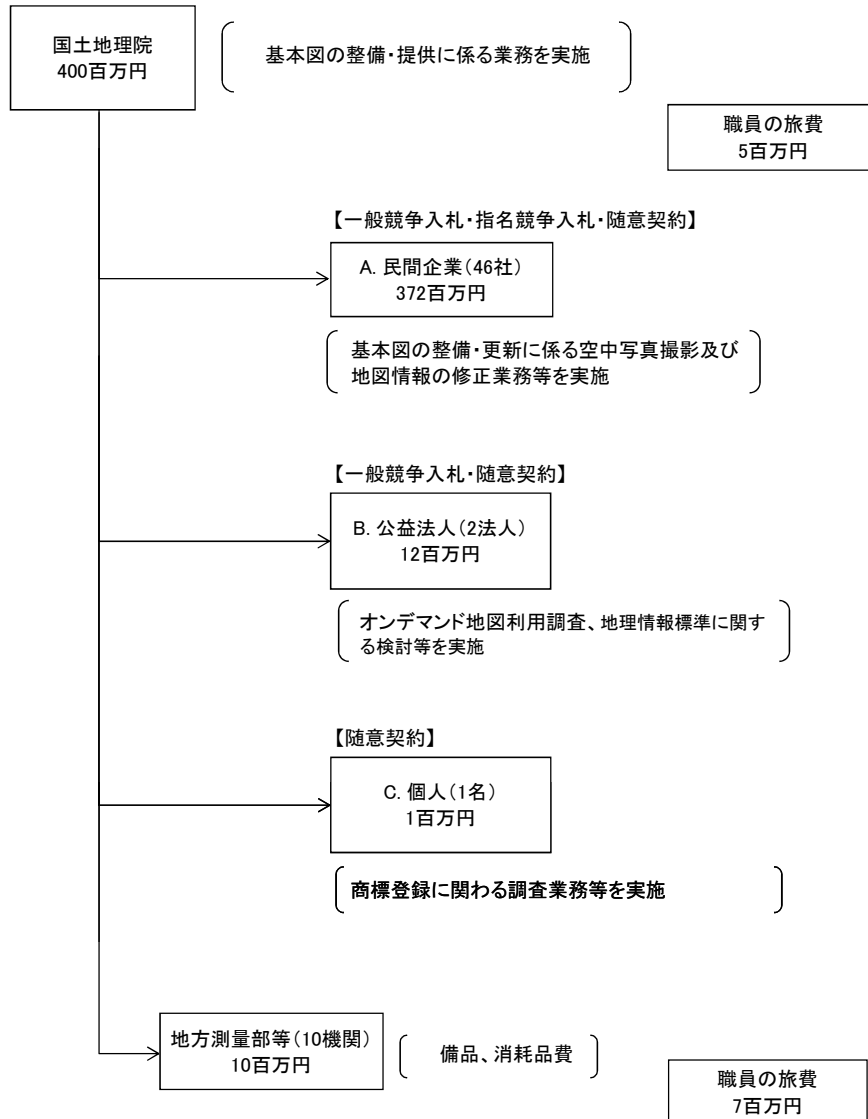 国土地理院
400百万円
基本図の整備・提供に係る業務を実施
職員の旅費
5百万円
【一般競争入札・指名競争入札・随意契約】
A. 民間企業(46社)
372百万円
基本図の整備・更新に係る空中写真撮影及び
地図情報の修正業務等を実施
【一般競争入札・随意契約】
B. 公益法人(2法人)
12百万円
オンデマンド地図利用調査、地理情報標準に関す
る検討等を実施
【随意契約】
C. 個人(1名)
1百万円
商標登録に関わる調査業務等を実施
地方測量部等(10機関)
10百万円
備品、消耗品費
職員の旅費
7百万円